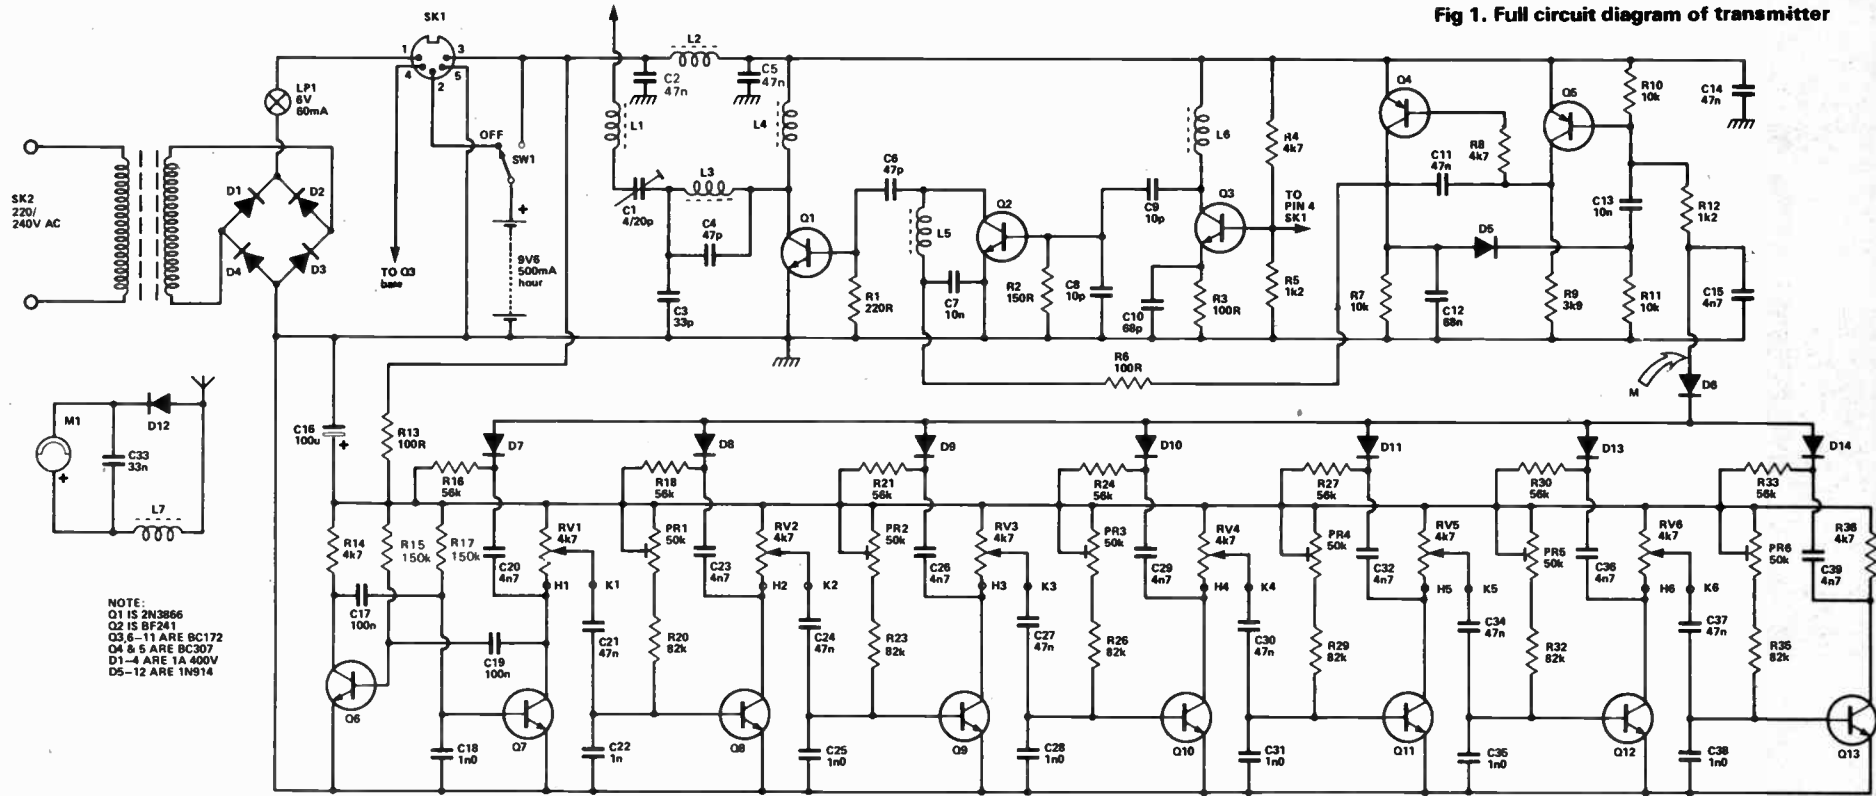 Fig 1. Full circuit diagram of transmitter
SK1
1
3
4
5
2
LP1
6V
60mA
OFF
SW1
SK2
220/
240V AC
D1
D2
D4
D3
TO Q3
base
+
9V6
500mA
hour
L2
C2
47n
C5
47n
L1
L4
L3
C1
4/20p
C4
47p
C3
33p
Q1
R1
220R
C6
47p
L5
C7
10n
Q2
R2
150R
C8
10p
C9
10p
C10
68p
L6
Q3
R3
100R
R4
4k7
TO
PIN 4
SK1
R5
1k2
R6
100R
Q4
C11
47n
R8
4k7
Q5
R10
10k
C14
47n
C13
10n
R12
1k2
D5
R7
10k
C12
68n
R9
3k9
R11
10k
C15
4n7
M
D6
M1
+
C33
33n
D12
L7
C16
100u
+
R13
100R
D7
R16
56k
D8
R18
56k
D9
R21
56k
D10
R24
56k
D11
R27
56k
D13
R30
56k
D14
R33
56k
R14
4k7
R15
150k
R17
150k
C20
4n7
RV1
4k7
H1
K1
PR1
50k
C23
4n7
RV2
4k7
H2
K2
PR2
50k
C26
4n7
RV3
4k7
H3
K3
PR3
50k
C29
4n7
RV4
4k7
H4
K4
PR4
50k
C32
4n7
RV5
4k7
H5
K5
PR5
50k
C36
4n7
RV6
4k7
H6
K6
PR6
50k
C39
4n7
R36
4k7
C17
100n
C19
100n
C21
47n
R20
82k
C24
47n
R23
82k
C27
47n
R26
82k
C30
47n
R29
82k
C34
47n
R32
82k
C37
47n
R35
82k
Q6
C18
1n0
Q7
C22
1n
Q8
C25
1n0
Q9
C28
1n0
Q10
C31
1n0
Q11
C35
1n0
Q12
C38
1n0
Q13
NOTE:
Q1 IS 2N3866
Q2 IS BF241
Q3,6–11 ARE BC172
Q4 & 5 ARE BC307
D1–4 ARE 1A 400V
D5–12 ARE 1N914